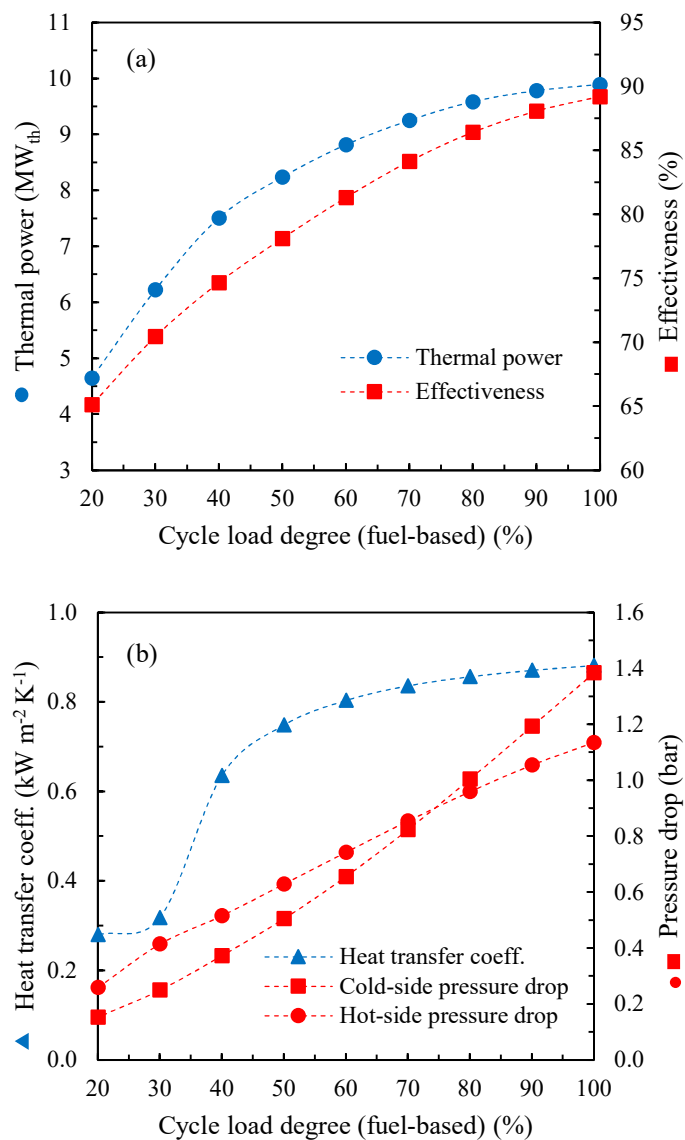 (a)
Thermal power (MWth)
11
10
9
8
7
6
5
4
3
95
90
85
80
75
70
65
60
Effectiveness (%)
Thermal power
Effectiveness
20 30 40 50 60 70 80 90 100
Cycle load degree (fuel-based) (%)
(b)
Heat transfer coeff. (kW m-2 K-1)
1.0
0.8
0.6
0.4
0.2
0.0
1.6
1.4
1.2
1.0
0.8
0.6
0.4
0.2
0.0
Pressure drop (bar)
Heat transfer coeff.
Cold-side pressure drop
Hot-side pressure drop
20 30 40 50 60 70 80 90 100
Cycle load degree (fuel-based) (%)